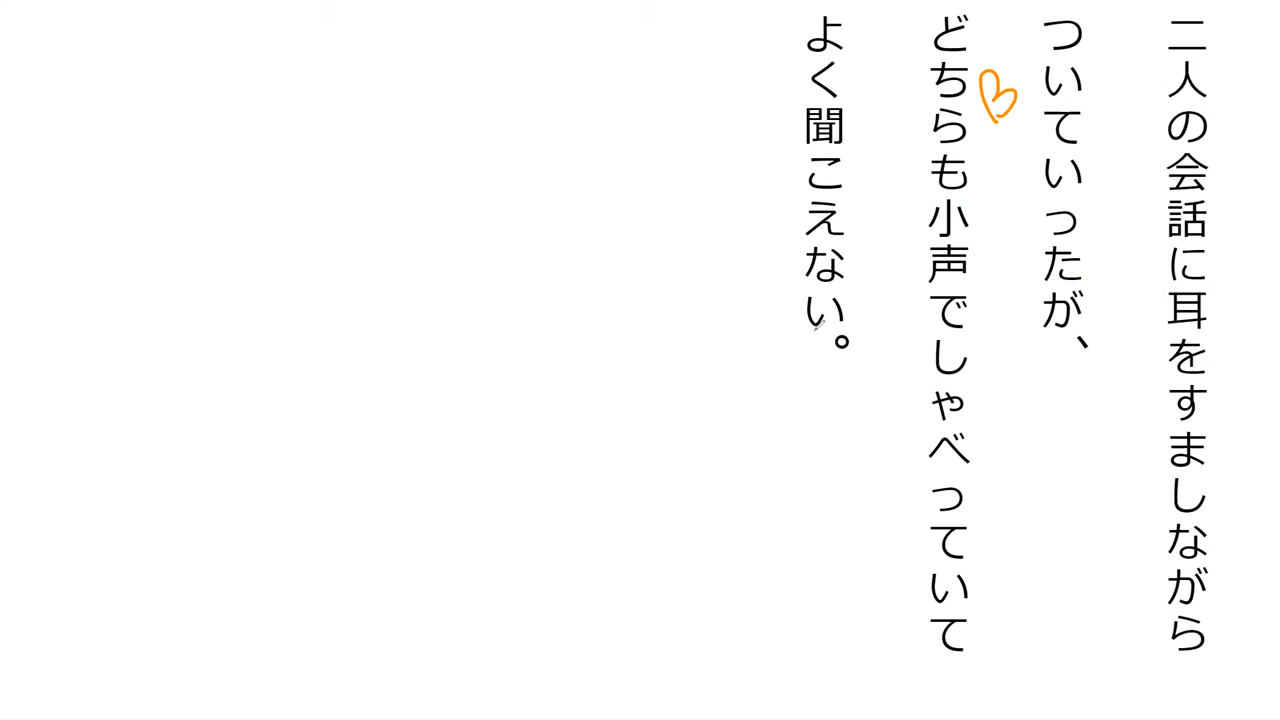 二人の会話に耳をすましながら
ついていったが、
どちらも小声でしゃべっていて
よく聞こえない。